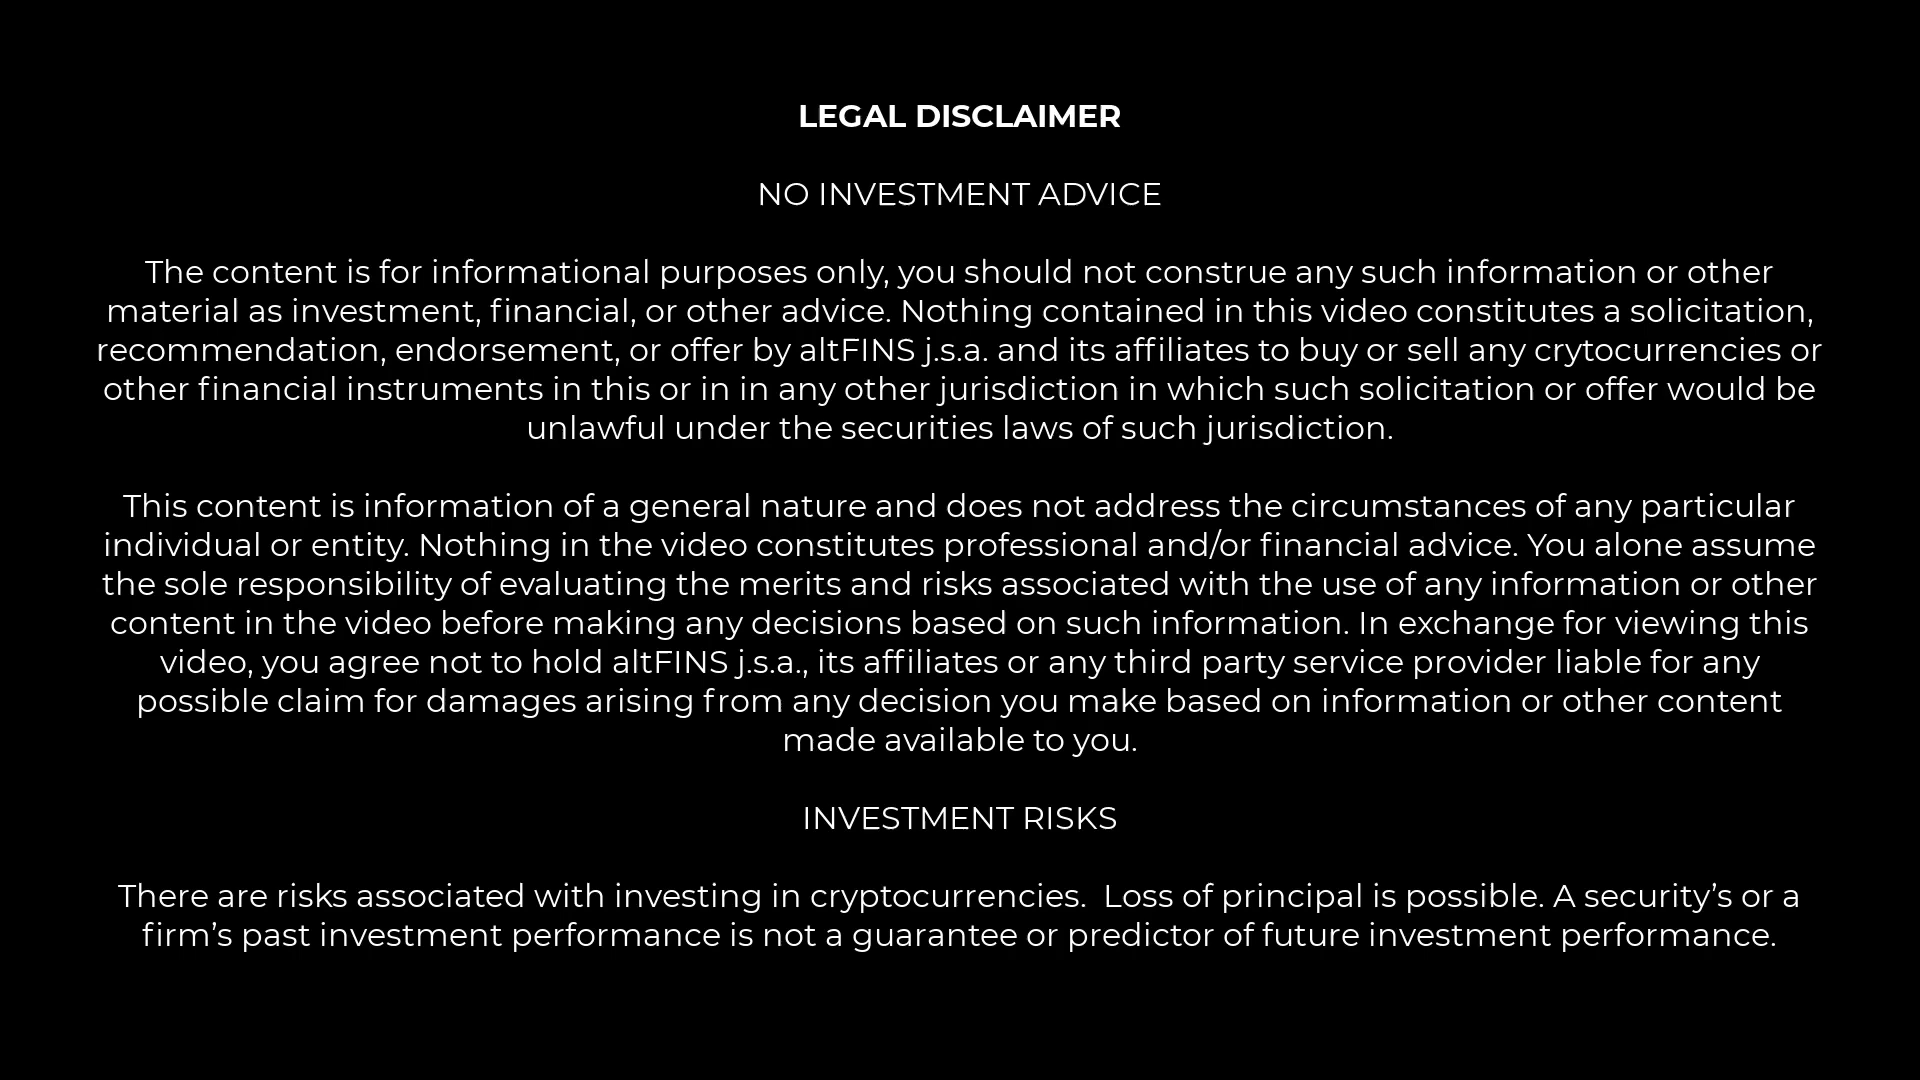 LEGAL DISCLAIMER
NO INVESTMENT ADVICE
The content is for informational purposes only, you should not construe any such information or other
material as investment, financial, or other advice. Nothing contained in this video constitutes a solicitation,
recommendation, endorsement, or offer by altFINS j.s.a. and its affiliates to buy or sell any crytocurrencies or
other financial instruments in this or in in any other jurisdiction in which such solicitation or offer would be
unlawful under the securities laws of such jurisdiction.
This content is information of a general nature and does not address the circumstances of any particular
individual or entity. Nothing in the video constitutes professional and/or financial advice. You alone assume
the sole responsibility of evaluating the merits and risks associated with the use of any information or other
content in the video before making any decisions based on such information. In exchange for viewing this
video, you agree not to hold altFINS j.s.a., its affiliates or any third party service provider liable for any
possible claim for damages arising from any decision you make based on information or other content
made available to you.
INVESTMENT RISKS
There are risks associated with investing in cryptocurrencies.  Loss of principal is possible. A security’s or a
firm’s past investment performance is not a guarantee or predictor of future investment performance.